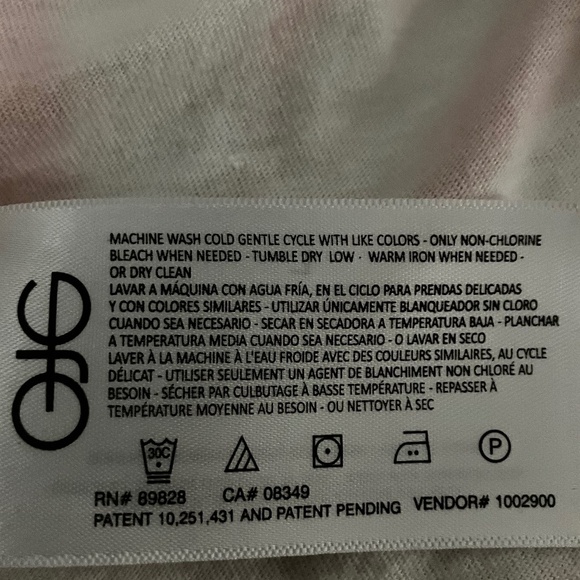 MACHINE WASH COLD GENTLE CYCLE WITH LIKE COLORS - ONLY NON-CHLORINE
BLEACH WHEN NEEDED - TUMBLE DRY LOW - WARM IRON WHEN NEEDED -
OR DRY CLEAN
LAVAR A MÁQUINA CON AGUA FRÍA, EN EL CICLO PARA PRENDAS DELICADAS
Y CON COLORES SIMILARES - UTILIZAR ÚNICAMENTE BLANQUEADOR SIN CLORO
CUANDO SEA NECESARIO - SECAR EN SECADORA A TEMPERATURA BAJA - PLANCHAR
A TEMPERATURA MEDIA CUANDO SEA NECESARIO - O LAVAR EN SECO
LAVER À LA MACHINE À L'EAU FROIDE AVEC DES COULEURS SIMILAIRES, AU CYCLE
DÉLICAT - UTILISER SEULEMENT UN AGENT DE BLANCHIMENT NON CHLORÉ AU
BESOIN - SÉCHER PAR CULBUTAGE À BASSE TEMPÉRATURE - REPASSER À
TEMPÉRATURE MOYENNE AU BESOIN - OU NETTOYER À SEC
30C P
RN# 89828 CA# 08349
PATENT 10,251,431 AND PATENT PENDING VENDOR# 1002900